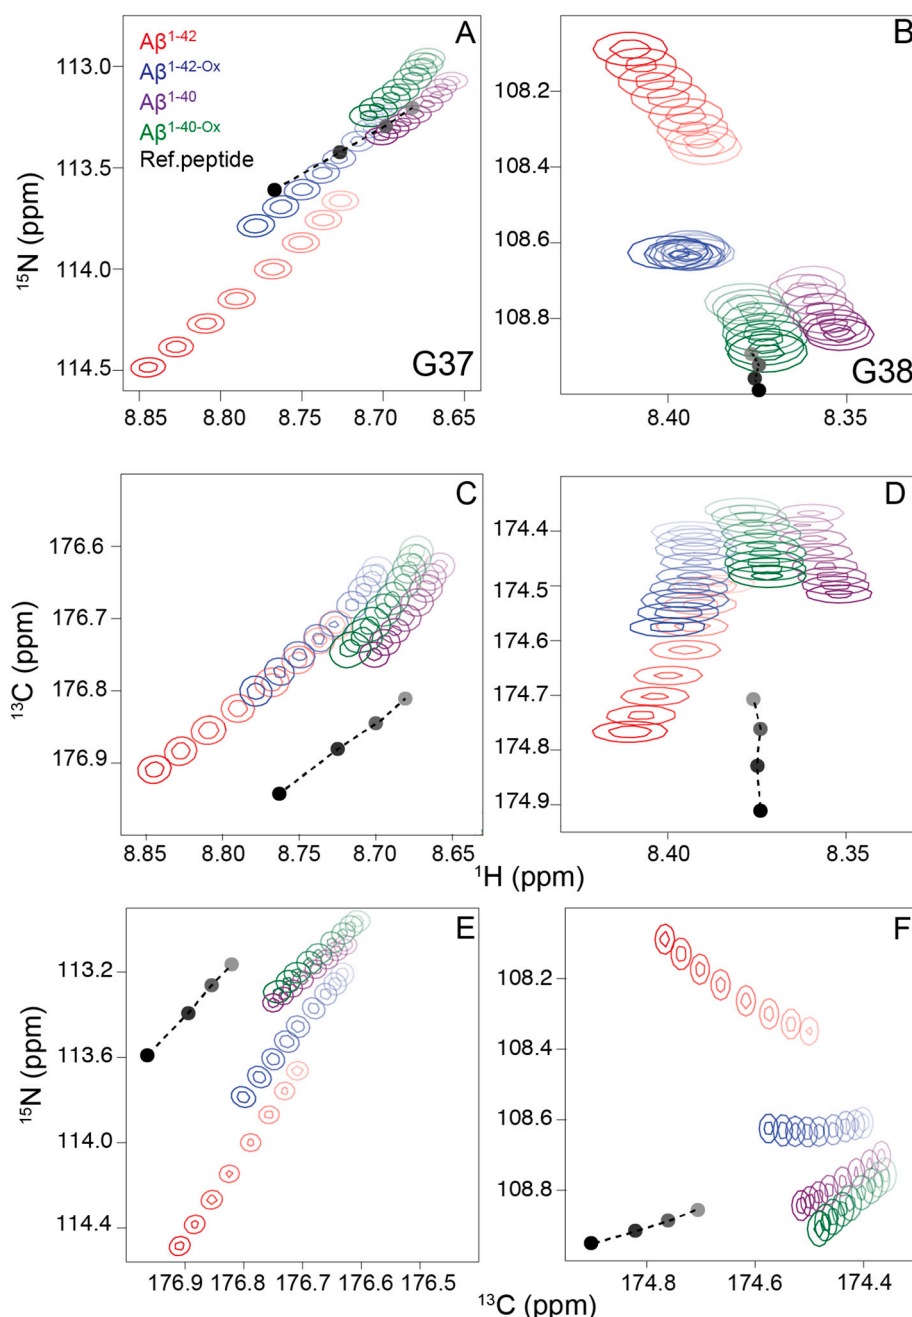 A
Aβ1-42
Aβ1-42-Ox
Aβ1-40
Aβ1-40-Ox
Ref.peptide
113.0
113.5
114.0
114.5
15N (ppm)
G37
8.85 8.80 8.75 8.70 8.65
B
108.2
108.4
108.6
108.8
G38
8.40 8.35
C
176.6
176.7
176.8
176.9
13C (ppm)
8.85 8.80 8.75 8.70 8.65
D
174.4
174.5
174.6
174.7
174.8
174.9
8.40 8.35
1H (ppm)
E
113.2
113.6
114.0
114.4
15N (ppm)
176.9 176.8 176.7 176.6 176.5
F
108.2
108.4
108.6
108.8
174.8 174.6 174.4
13C (ppm)